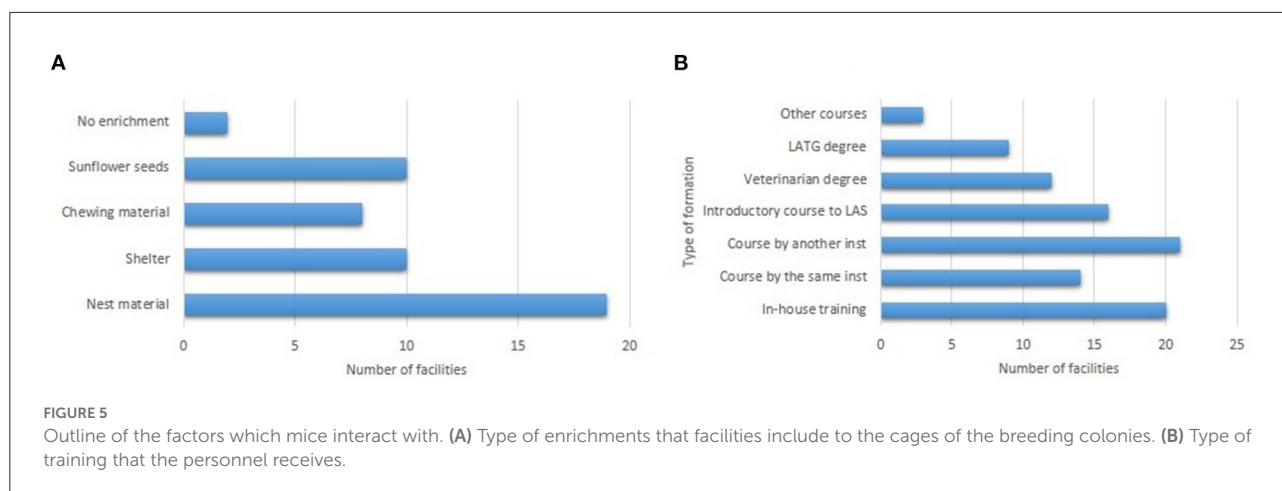 A
No enrichment
Sunflower seeds
Chewing material
Shelter
Nest material
0 5 10 15 20
Number of facilities
B
Type of formation
Other courses
LATG degree
Veterinarian degree
Introductory course to LAS
Course by another inst
Course by the same inst
In-house training
0 5 10 15 20 25
Number of facilities
FIGURE 5
Outline of the factors which mice interact with. (A) Type of enrichments that facilities include to the cages of the breeding colonies. (B) Type of
training that the personnel receives.